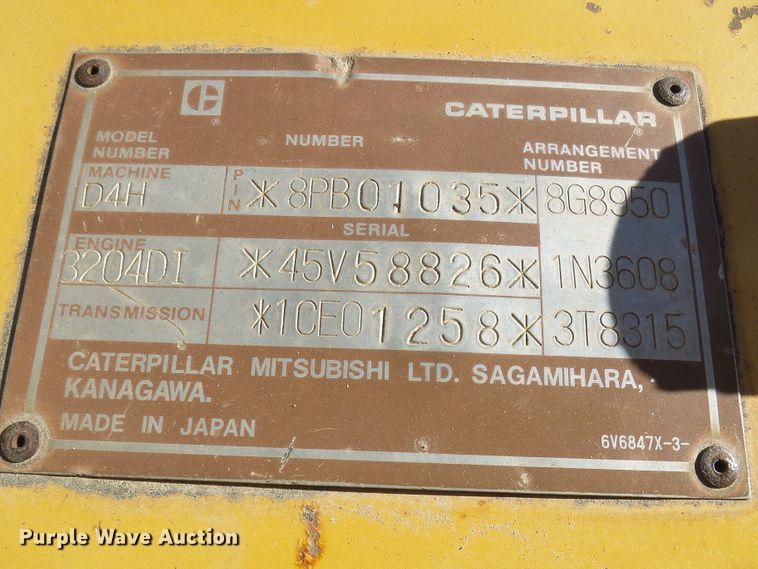 C
®
CATERPILLAR
®
MODEL NUMBER
NUMBER
ARRANGEMENT NUMBER
MACHINE
D4H
PIN
*8PB01035*
8G8950
SERIAL
ENGINE
3204DI
*45V58826*
1N3608
TRANSMISSION
*1CE01258*
3T8315
CATERPILLAR MITSUBISHI LTD. SAGAMIHARA,
KANAGAWA.
MADE IN JAPAN
6V6847X-3-
Purple Wave Auction